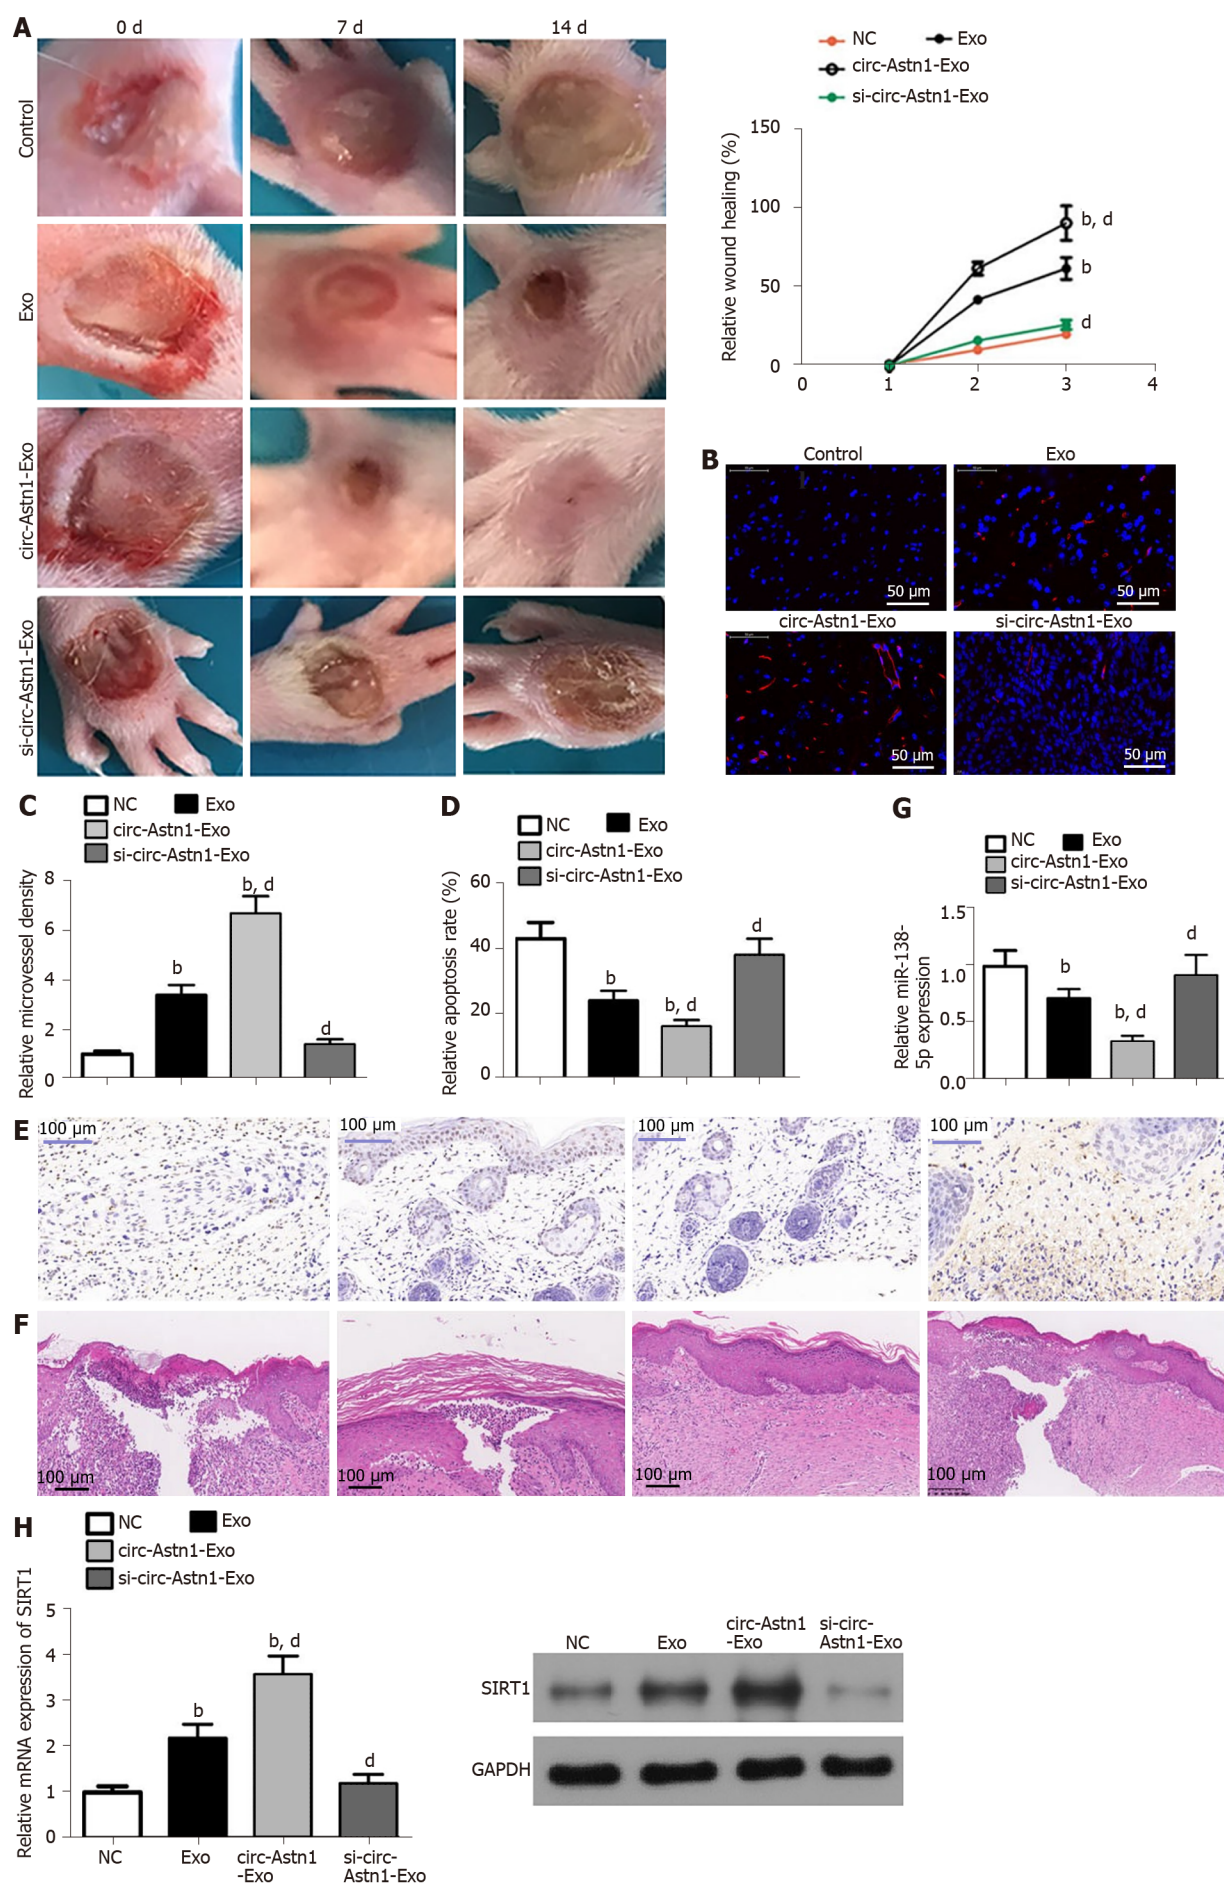 A
0 d
7 d
14 d
Control
Exo
circ-Astn1-Exo
si-circ-Astn1-Exo
NC
Exo
circ-Astn1-Exo
si-circ-Astn1-Exo
Relative wound healing (%)
150
100
50
0
0
1
2
3
4
b, d
b
d
B
Control
Exo
50 μm
50 μm
circ-Astn1-Exo
si-circ-Astn1-Exo
50 μm
50 μm
C
NC
Exo
circ-Astn1-Exo
si-circ-Astn1-Exo
Relative microvessel density
8
6
4
2
0
b
b, d
d
D
NC
Exo
circ-Astn1-Exo
si-circ-Astn1-Exo
Relative apoptosis rate (%)
60
40
20
0
b
b, d
d
G
NC
Exo
circ-Astn1-Exo
si-circ-Astn1-Exo
Relative miR-138-
5p expression
1.5
1.0
0.5
0.0
b
b, d
d
E
100 μm
100 μm
100 μm
100 μm
F
100 μm
100 μm
100 μm
100 μm
H
NC
Exo
circ-Astn1-Exo
si-circ-Astn1-Exo
Relative mRNA expression of SIRT1
5
4
3
2
1
0
b
b, d
d
NC
Exo
circ-Astn1
-Exo
si-circ-
Astn1-Exo
NC
Exo
circ-Astn1
-Exo
si-circ-
Astn1-Exo
SIRT1
GAPDH